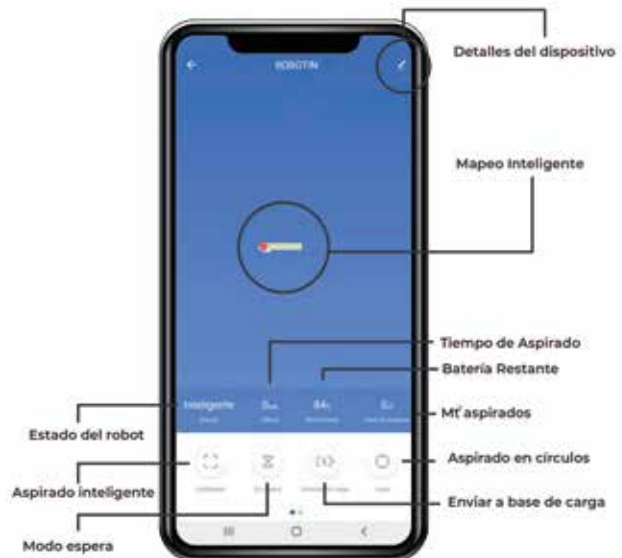 Detalles del dispositivo
ROBOTIN
Mapeo Inteligente
Tiempo de Aspirado
Batería Restante
Inteligente
Mt² aspirados
Estado del robot
Aspirado en círculos
Aspirado inteligente
Enviar a base de carga
Modo espera